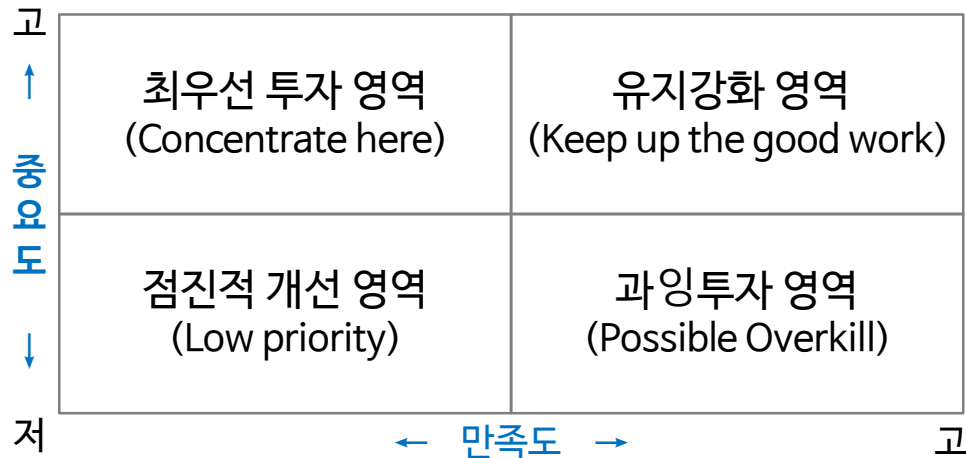 고
최우선 투자 영역
(Concentrate here)
유지강화 영역
(Keep up the good work)
↑
중
요
도
↓
점진적 개선 영역
(Low priority)
과잉투자 영역
(Possible Overkill)
저
← 만족도 →
고